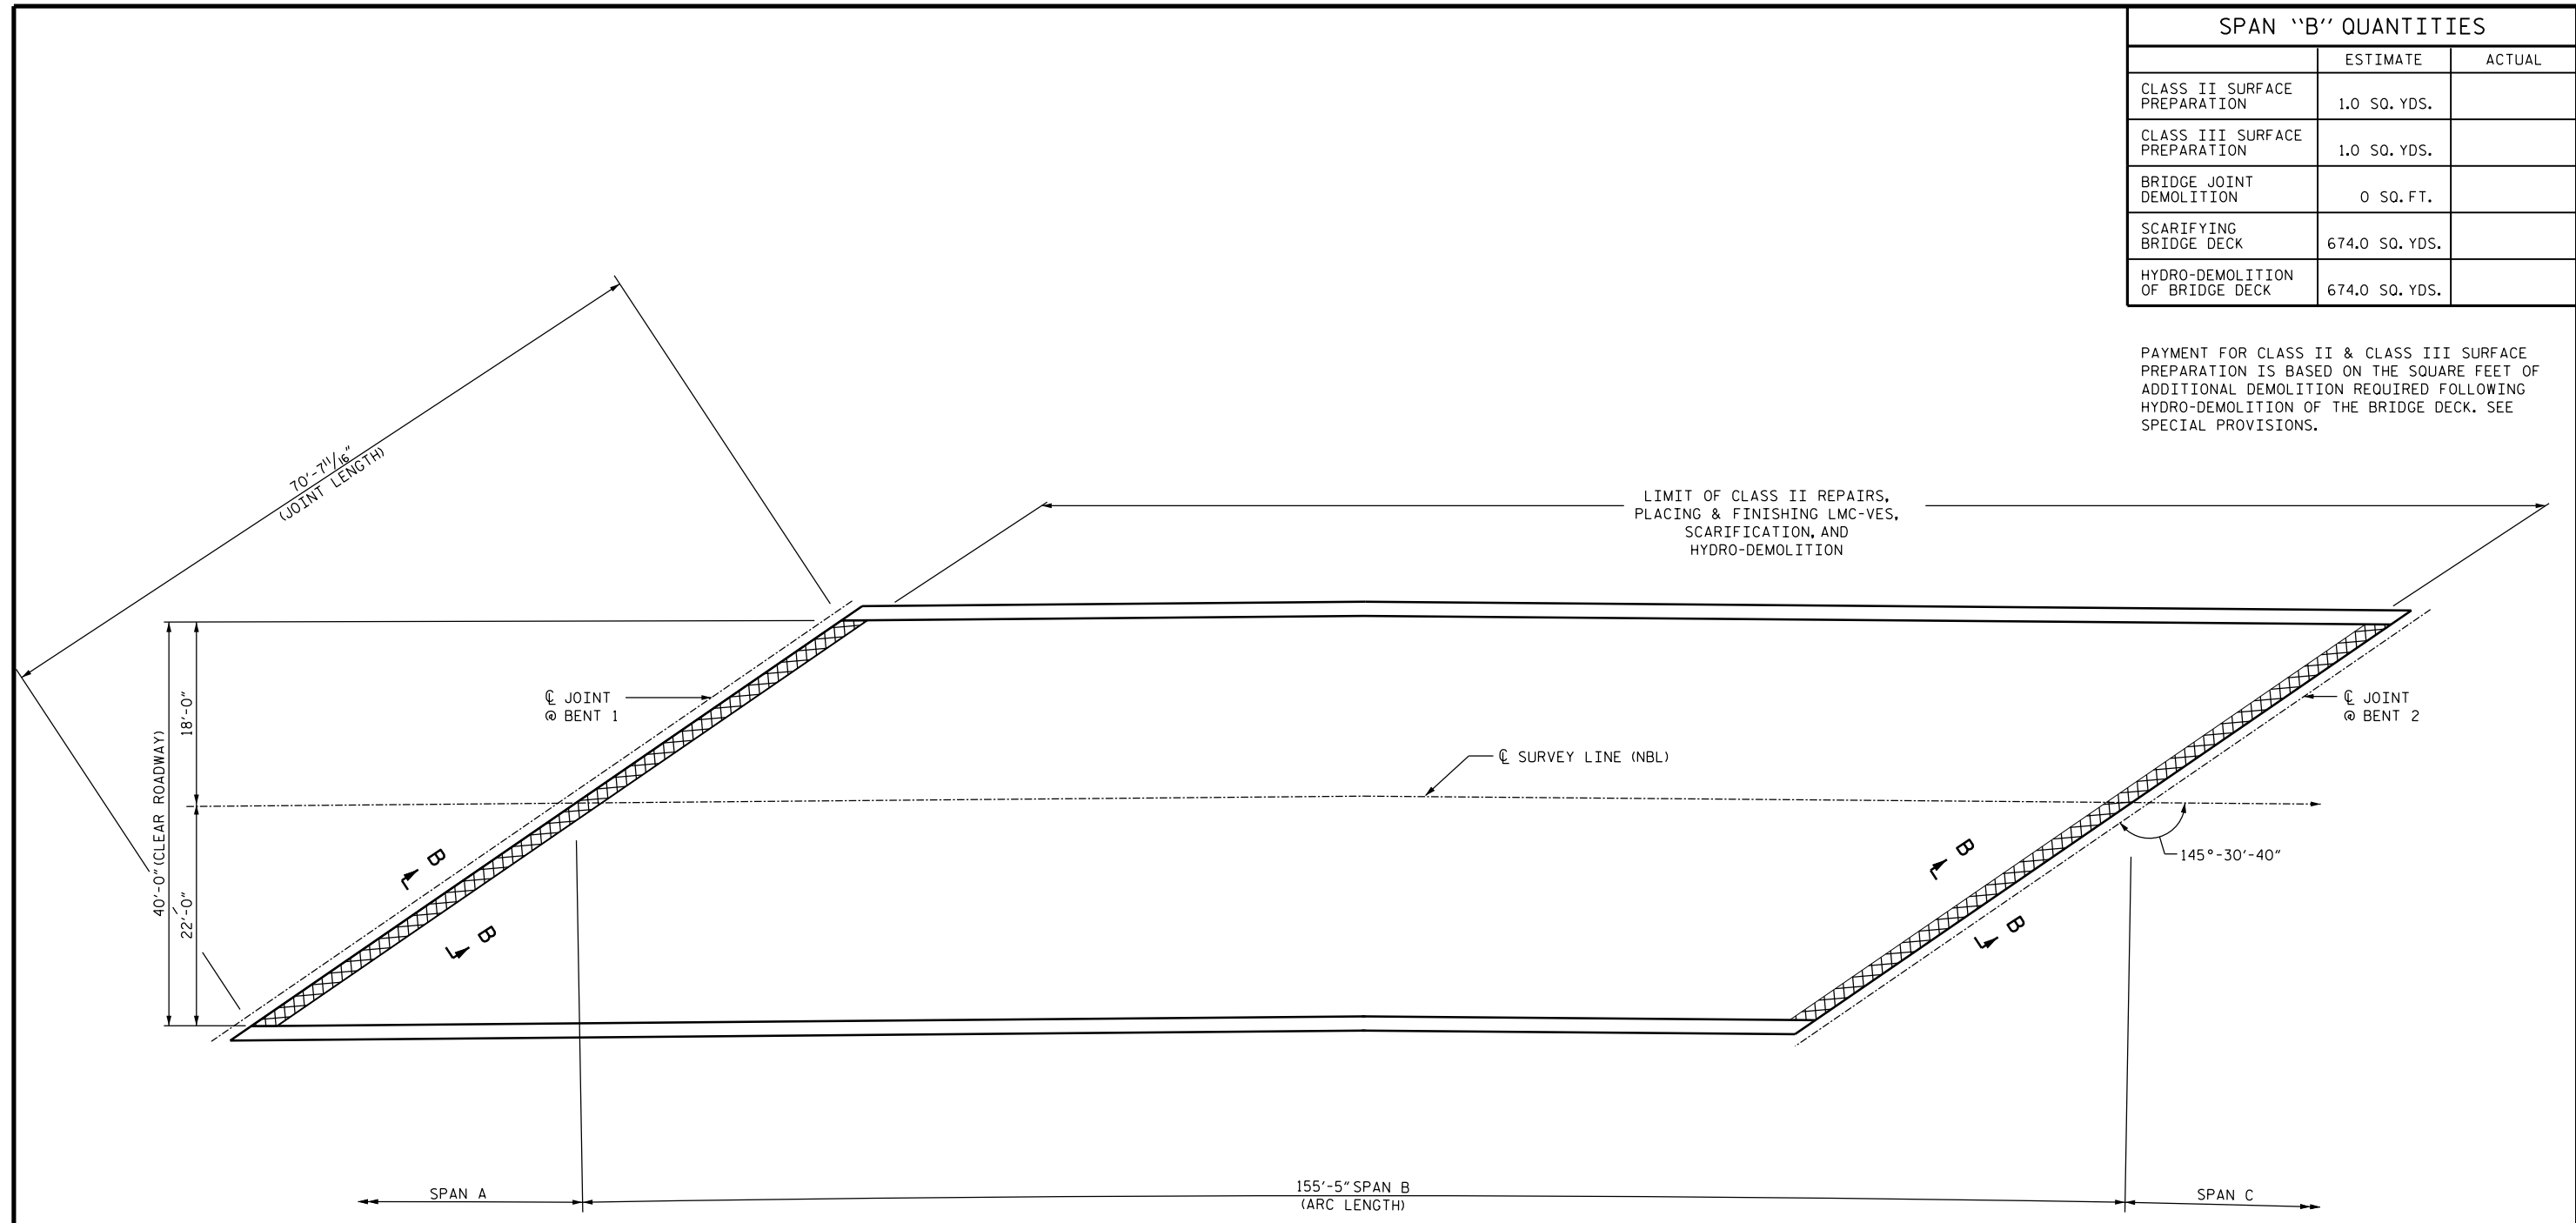 SPAN "B" QUANTITIES
ESTIMATE ACTUAL
CLASS II SURFACE
PREPARATION 1.0 SQ. YDS.
CLASS III SURFACE
PREPARATION 1.0 SQ. YDS.
BRIDGE JOINT
DEMOLITION 0 SQ. FT.
SCARIFYING
BRIDGE DECK 674.0 SQ. YDS.
HYDRO-DEMOLITION
OF BRIDGE DECK 674.0 SQ. YDS.
PAYMENT FOR CLASS II & CLASS III SURFACE
PREPARATION IS BASED ON THE SQUARE FEET OF
ADDITIONAL DEMOLITION REQUIRED FOLLOWING
HYDRO-DEMOLITION OF THE BRIDGE DECK. SEE
SPECIAL PROVISIONS.
70'-7 11/16"
(JOINT LENGTH)
LIMIT OF CLASS II REPAIRS,
PLACING & FINISHING LMC-VES,
SCARIFICATION, AND
HYDRO-DEMOLITION
40'-0" (CLEAR ROADWAY)
18'-0"
22'-0"
℄ JOINT
@ BENT 1
℄ JOINT
@ BENT 2
℄ SURVEY LINE (NBL)
B
B
B
B
145°-30'-40"
SPAN A
155'-5" SPAN B
(ARC LENGTH)
SPAN C